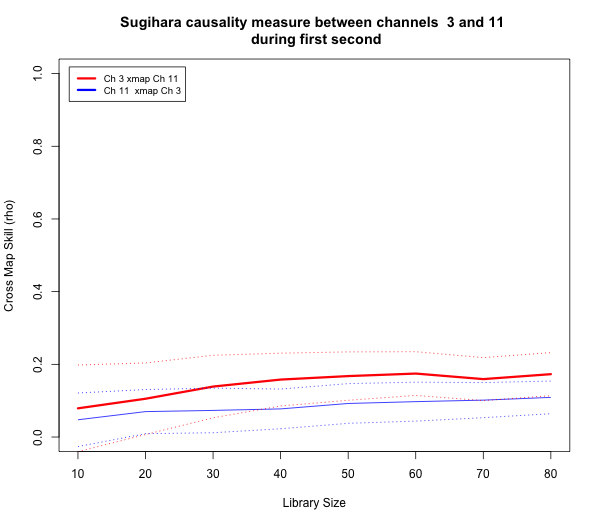 Sugihara causality measure between channels  3 and 11
during first second
Ch 3 xmap Ch 11
Ch 11  xmap Ch 3
Cross Map Skill (rho)
1.0
0.8
0.6
0.4
0.2
0.0
10 20 30 40 50 60 70 80
Library Size